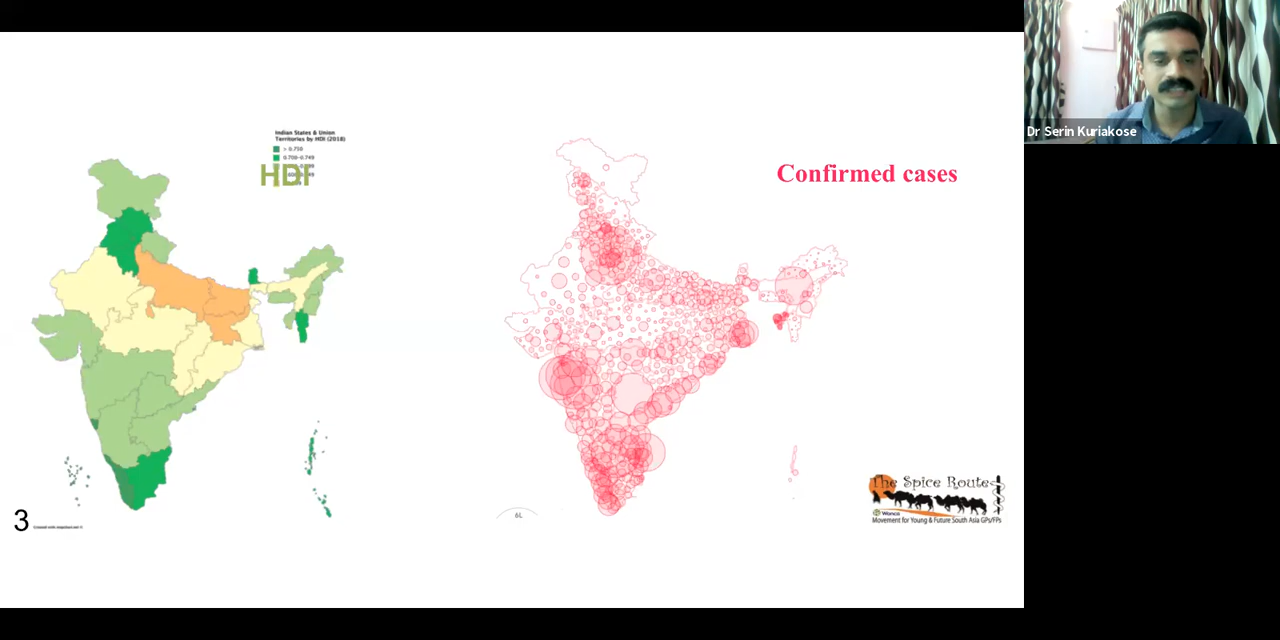 Dr Serin Kuriakose
Indian States & Union
Territories by HDI (2018)
> 0.750
0.700–0.749
HDI
Confirmed cases
6L
3
The Spice Route
Wonca
Movement for Young & Future South Asia GPs/FPs